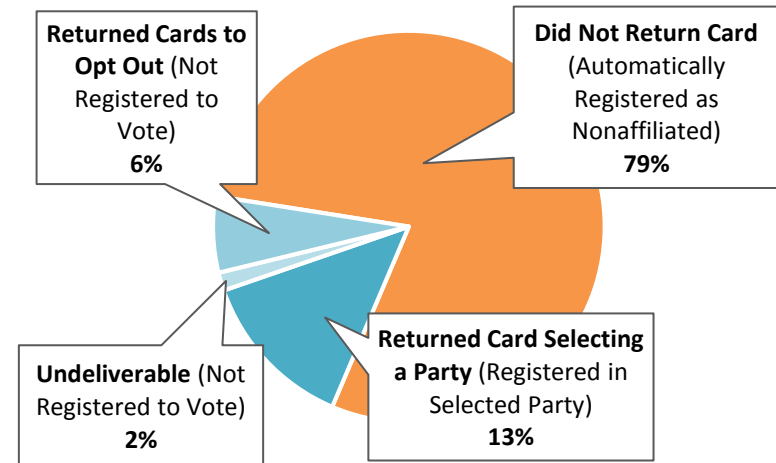 Returned Cards to
Opt Out (Not
Registered to
Vote)
6%
Did Not Return Card
(Automatically
Registered as
Nonaffiliated)
79%
Undeliverable (Not
Registered to Vote)
2%
Returned Card Selecting
a Party (Registered in
Selected Party)
13%